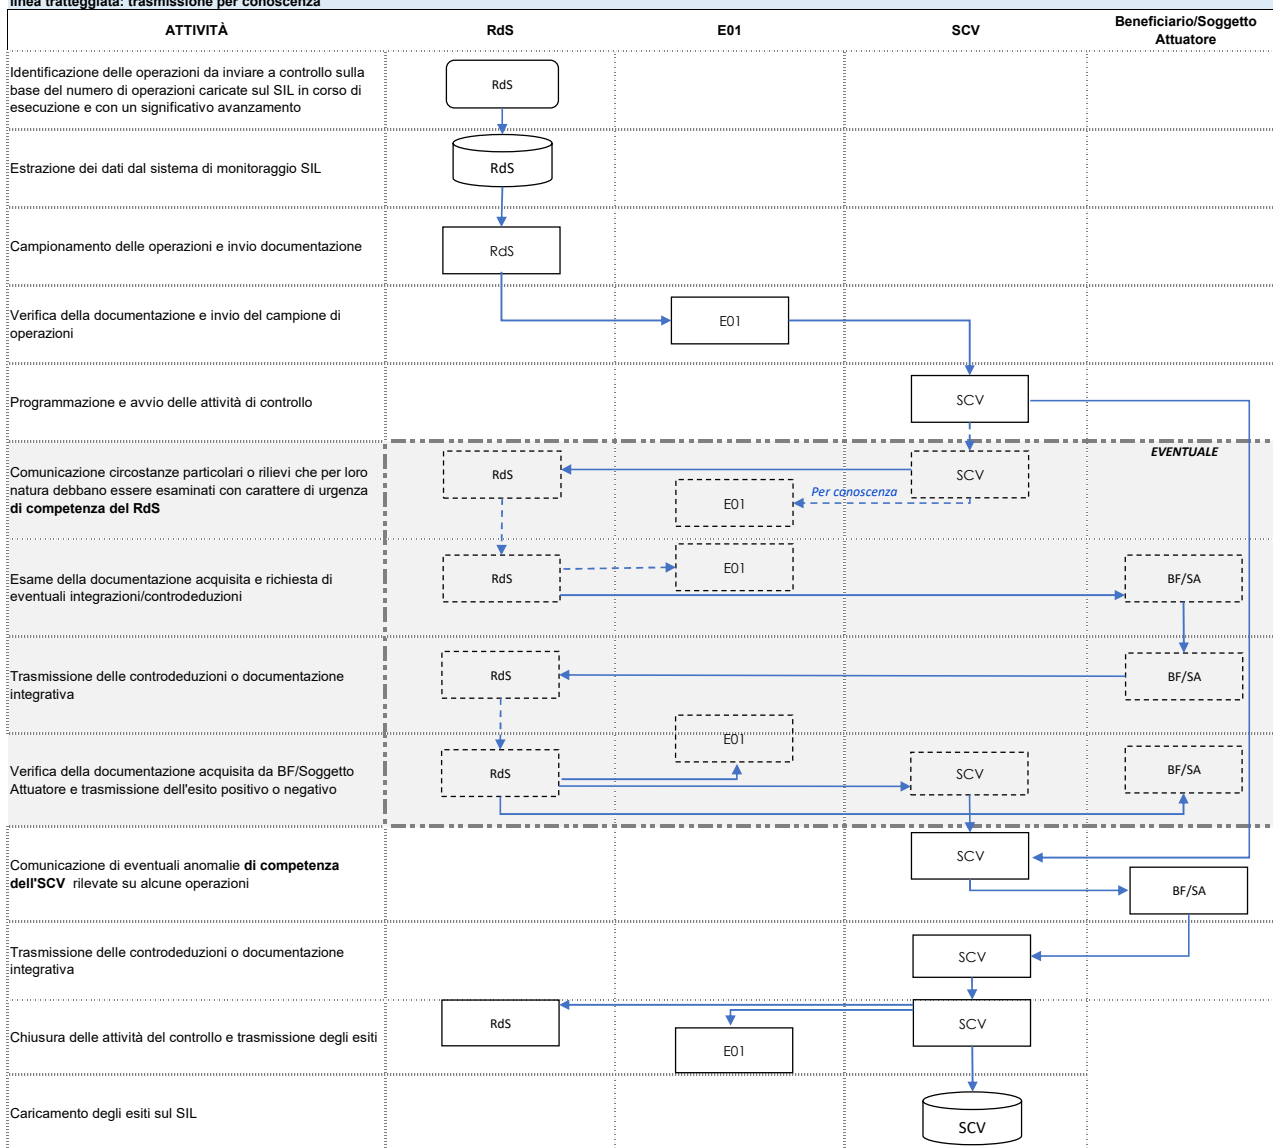 linea tratteggiata: trasmissione per conoscenza
ATTIVITÀ
RdS
E01
SCV
Beneficiario/Soggetto
Attuatore
Identificazione delle operazioni da inviare a controllo sulla
base del numero di operazioni caricate sul SIL in corso di
esecuzione e con un significativo avanzamento
RdS
Estrazione dei dati dal sistema di monitoraggio SIL
RdS
Campionamento delle operazioni e invio documentazione
RdS
Verifica della documentazione e invio del campione di
operazioni
E01
Programmazione e avvio delle attività di controllo
SCV
EVENTUALE
Comunicazione circostanze particolari o rilievi che per loro
natura debbano essere esaminati con carattere di urgenza
di competenza del RdS
RdS
SCV
Per conoscenza
E01
Esame della documentazione acquisita e richiesta di
eventuali integrazioni/controdeduzioni
RdS
E01
BF/SA
Trasmissione delle controdeduzioni o documentazione
integrativa
RdS
BF/SA
Verifica della documentazione acquisita da BF/Soggetto
Attuatore e trasmissione dell'esito positivo o negativo
RdS
E01
SCV
BF/SA
Comunicazione di eventuali anomalie di competenza
dell'SCV rilevate su alcune operazioni
SCV
BF/SA
Trasmissione delle controdeduzioni o documentazione
integrativa
SCV
Chiusura delle attività del controllo e trasmissione degli esiti
RdS
E01
SCV
Caricamento degli esiti sul SIL
SCV